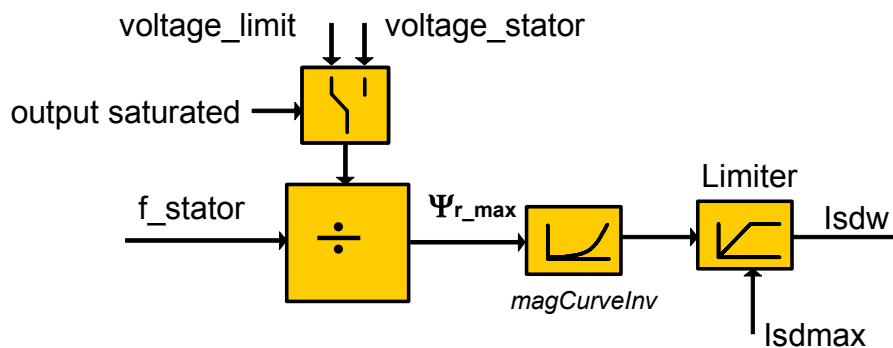 voltage_limit voltage_stator
output saturated
f_stator
÷
Ψr_max
Limiter
Isdw
magCurveInv
Isdmax